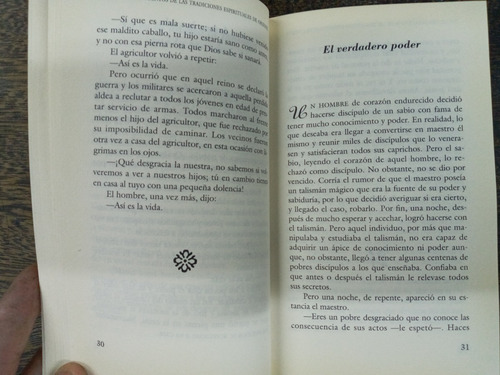 DE LAS TRADICIONES ESPIRITUALES DE
—Sí que es mala suerte; si no hubiese venido
ese maldito caballo, tu hijo estaría sano como antes
y no con esa pierna rota que Dios sabe si sanará.
El agricultor volvió a repetir:
—Así es la vida.
Pero ocurrió que en aquel reino se declaró la
guerra y los militares se acercaron a aquella perdida
aldea a reclutar a todos los jóvenes en edad de pres-
tar servicio de armas. Todos marcharon al frente
menos el hijo del agricultor, que fue rechazado por
su imposibilidad de caminar. Los vecinos fueron
otra vez a casa del agricultor, en esta ocasión con lá-
grimas en los ojos.
—¡Qué desgracia la nuestra, no sabemos si vol-
veremos a ver a nuestros hijos; tú en cambio tienes
en casa al tuyo con una pequeña dolencia!
El hombre, una vez más, dijo:
—Así es la vida.
30
El verdadero poder
UN HOMBRE de corazón endurecido decidió
hacerse discípulo de un sabio con fama de
tener mucho conocimiento y poder. En realidad, lo
que deseaba era llegar a convertirse en maestro él
mismo y reunir miles de discípulos que lo venera-
sen y satisfacieran todos sus caprichos. Pero el sa-
bio, leyendo el corazón de aquel hombre, lo re-
chazó como discípulo. No obstante, no se dio por
vencido. Corría el rumor de que el maestro poseía
un talismán mágico que era la fuente de su poder y
sabiduría, por lo que decidió averiguar si era cierto,
y llegado el caso, robarlo. Por fin, una noche, des-
pués de mucho esperar y acechar, logró hacerse con
el talismán. Pero aquel individuo, por más que ma-
nipulaba y estudiaba el talismán, no era capaz de
adquirir un ápice de conocimiento ni poder aunque,
no obstante, llegó a tener algunas centenas de
pobres discípulos a los que enseñaba. Confiaba en
que antes o después el talismán le relevase todos
sus secretos.
Pero una noche, de repente, apareció en su es-
tancia el maestro.
—Eres un pobre desgraciado que no conoces las
consecuencia de sus actos —le espetó—. Haces
31